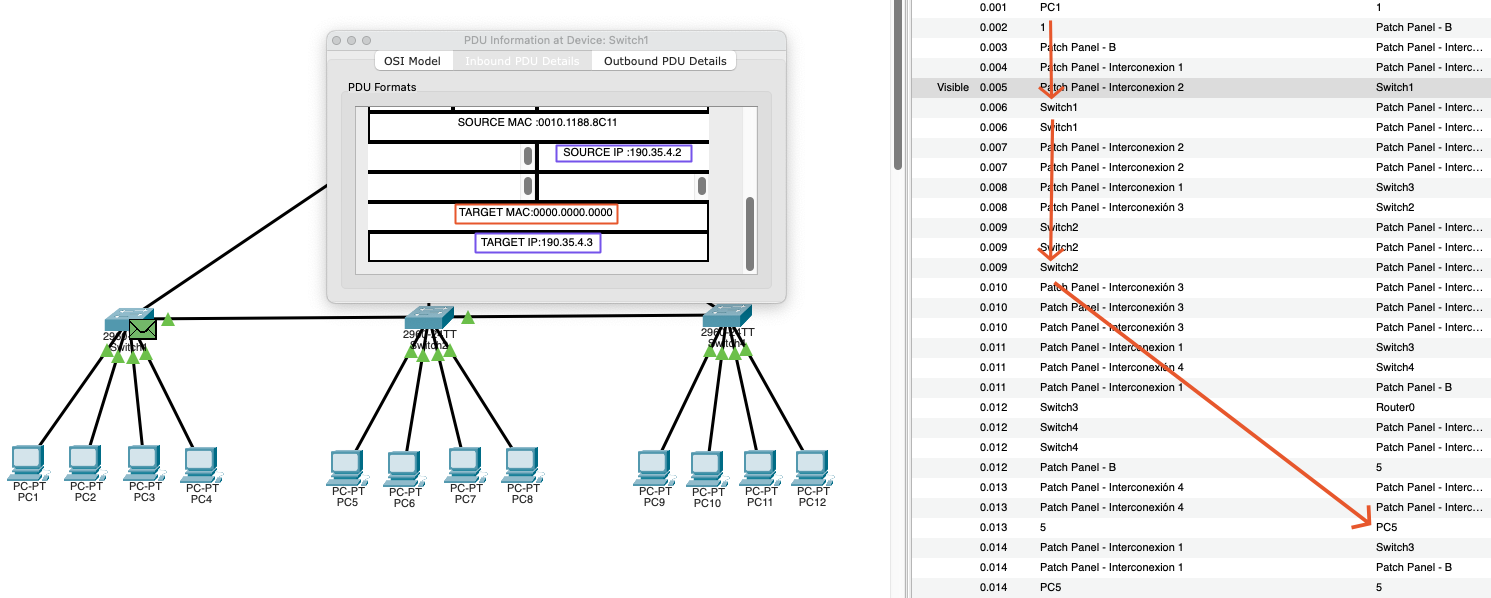 PDU Information at Device: Switch1
OSI Model Inbound PDU Details Outbound PDU Details
PDU Formats
SOURCE MAC :0010.1188.8C11
SOURCE IP :190.35.4.2
TARGET MAC:0000.0000.0000
TARGET IP:190.35.4.3
Switch1
Switch2
Switch4
PC-PT
PC1
PC-PT
PC2
PC-PT
PC3
PC-PT
PC4
PC-PT
PC5
PC-PT
PC6
PC-PT
PC7
PC-PT
PC8
PC-PT
PC9
PC-PT
PC10
PC-PT
PC11
PC-PT
PC12
0.001 PC1 1
0.002 1 Patch Panel - B
0.003 Patch Panel - B Patch Panel - Interc...
0.004 Patch Panel - Interconexion 1 Patch Panel - Interc...
Visible 0.005 Patch Panel - Interconexion 2 Switch1
0.006 Switch1 Patch Panel - Interc...
0.006 Switch1 Patch Panel - Interc...
0.007 Patch Panel - Interconexion 2 Patch Panel - Interc...
0.007 Patch Panel - Interconexion 2 Patch Panel - Interc...
0.008 Patch Panel - Interconexion 1 Switch3
0.008 Patch Panel - Interconexión 3 Switch2
0.009 Switch2 Patch Panel - Interc...
0.009 Switch2 Patch Panel - Interc...
0.009 Switch2 Patch Panel - Interc...
0.010 Patch Panel - Interconexión 3 Patch Panel - Interc...
0.010 Patch Panel - Interconexión 3 Patch Panel - Interc...
0.010 Patch Panel - Interconexión 3 Patch Panel - Interc...
0.011 Patch Panel - Interconexion 1 Switch3
0.011 Patch Panel - Interconexión 4 Switch4
0.011 Patch Panel - Interconexion 1 Patch Panel - B
0.012 Switch3 Router0
0.012 Switch4 Patch Panel - Interc...
0.012 Switch4 Patch Panel - Interc...
0.012 Patch Panel - B 5
0.013 Patch Panel - Interconexión 4 Patch Panel - Interc...
0.013 Patch Panel - Interconexión 4 Patch Panel - Interc...
0.013 5 PC5
0.014 Patch Panel - Interconexion 1 Switch3
0.014 Patch Panel - Interconexion 1 Patch Panel - B
0.014 PC5 5